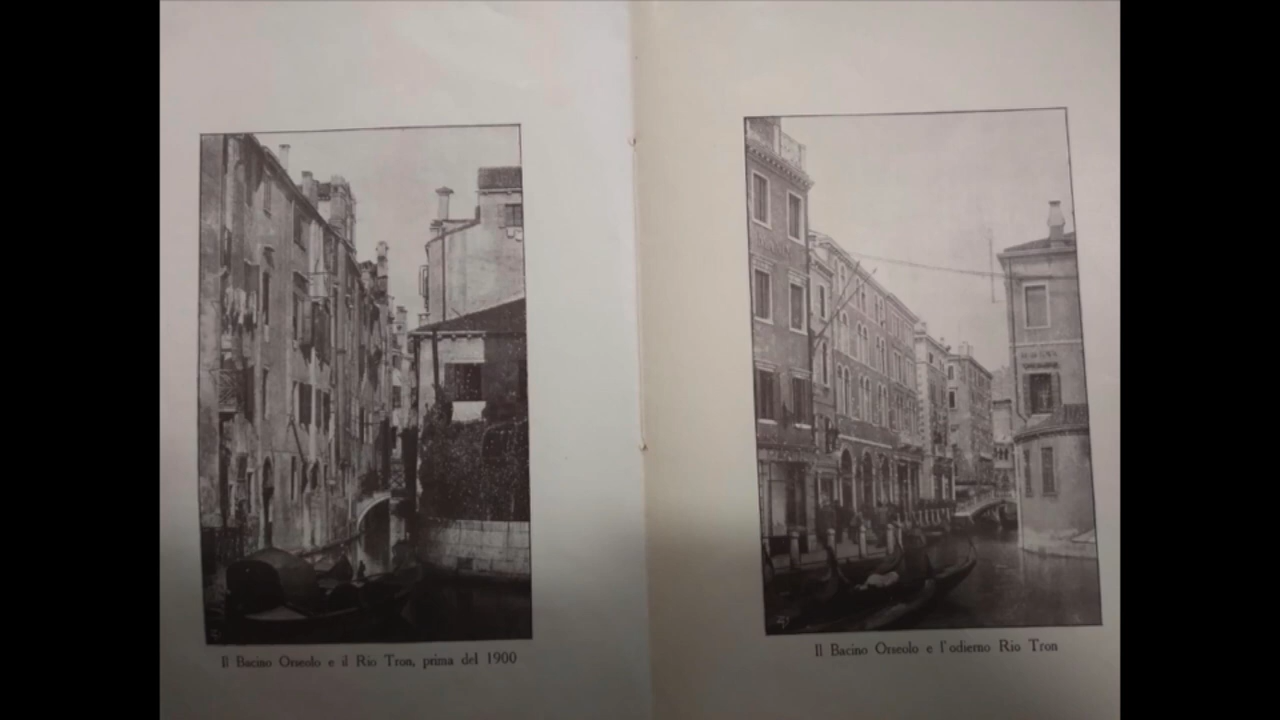 Il Bacino Orseolo e il Rio Tron, prima del 1900
Il Bacino Orseolo e l'odierno Rio Tron